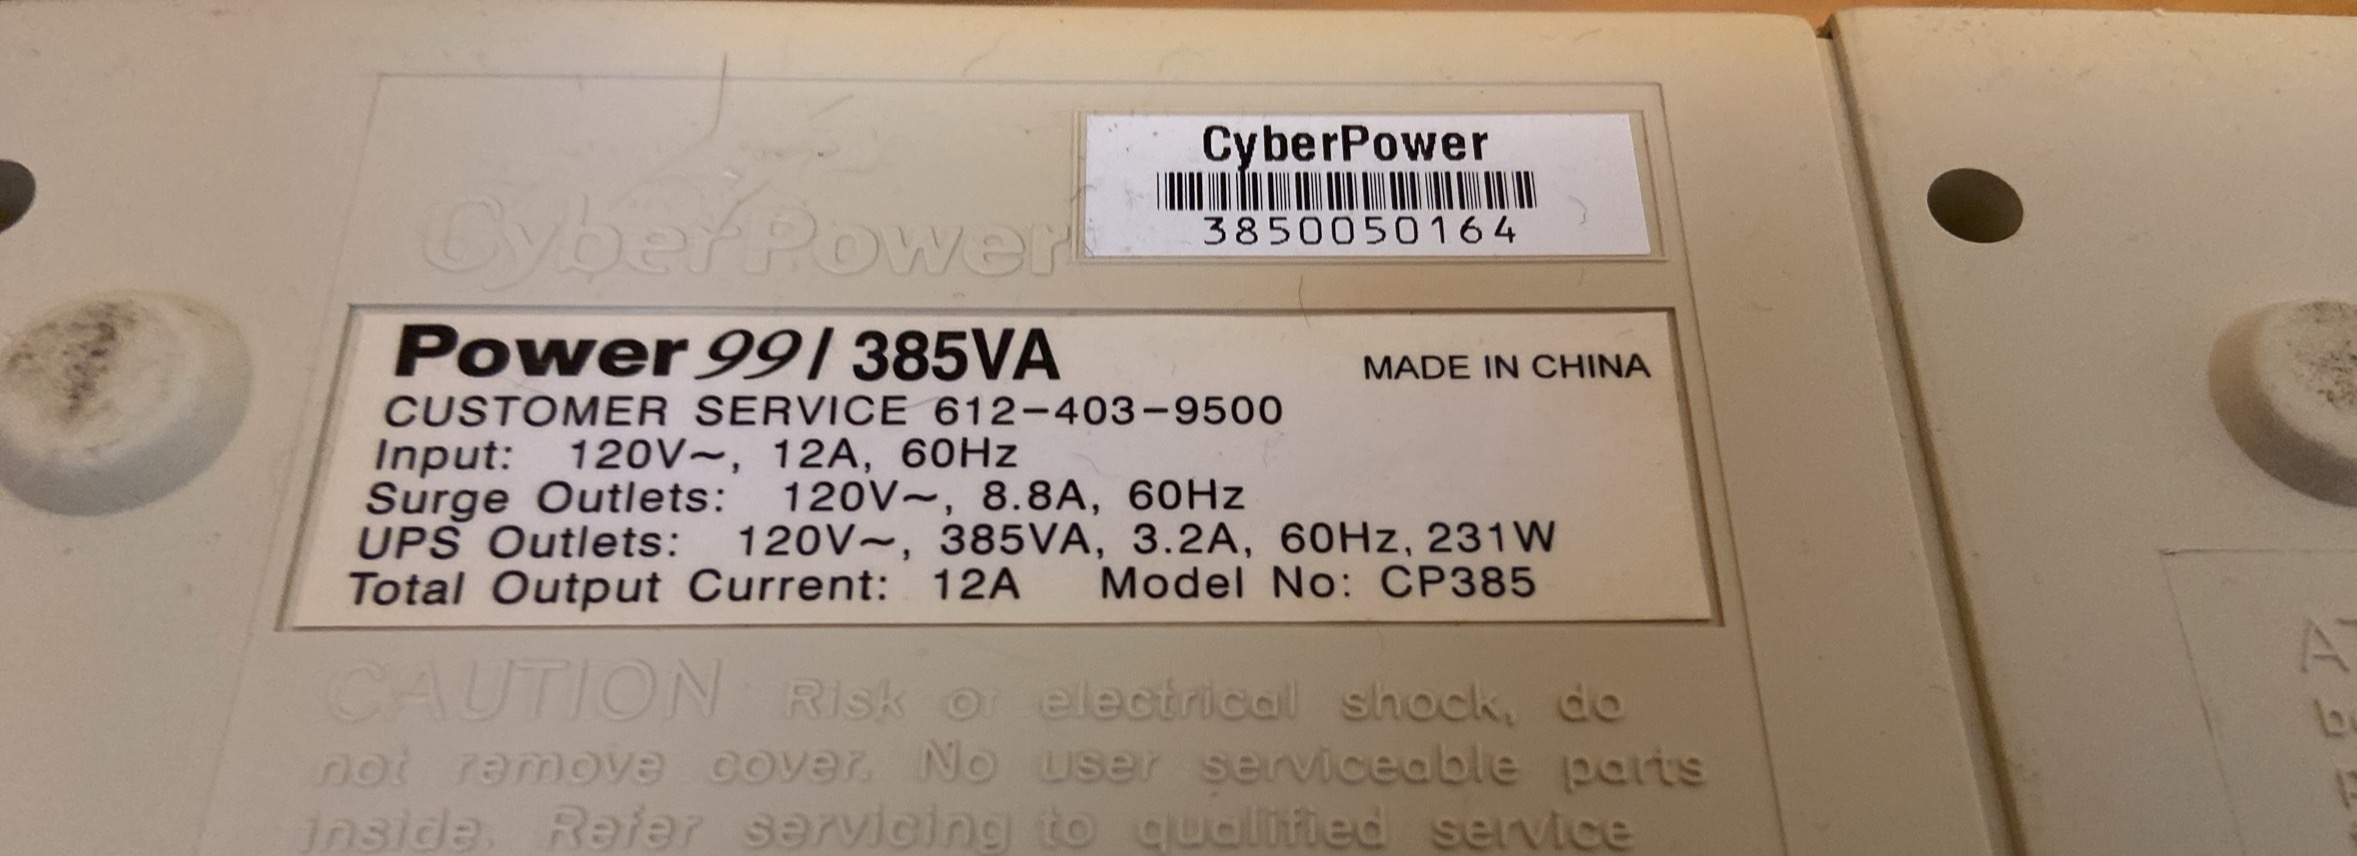 CyberPower
3850050164
CyberPower
Power 99/ 385VA
MADE IN CHINA
CUSTOMER SERVICE 612-403-9500
Input: 120V~, 12A, 60Hz
Surge Outlets: 120V~, 8.8A, 60Hz
UPS Outlets: 120V~, 385VA, 3.2A, 60Hz, 231W
Total Output Current: 12A Model No: CP385
CAUTION Risk of electrical shock, do
not remove cover. No user serviceable parts
inside. Refer servicing to qualified service